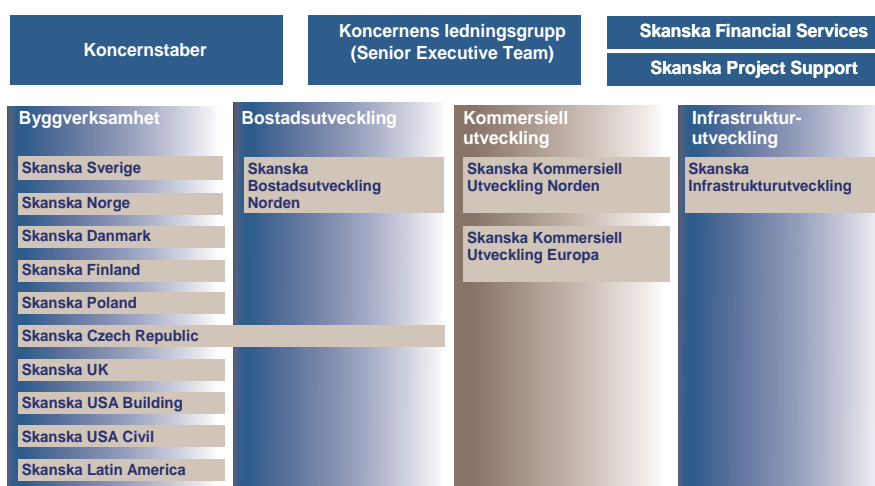 Koncernstaber
Koncernens ledningsgrupp
(Senior Executive Team)
Skanska Financial Services
Skanska Project Support
Byggverksamhet
Skanska Sverige
Skanska Norge
Skanska Danmark
Skanska Finland
Skanska Poland
Skanska Czech Republic
Skanska UK
Skanska USA Building
Skanska USA Civil
Skanska Latin America
Bostadsutveckling
Skanska
Bostadsutveckling
Norden
Kommersiell
utveckling
Skanska Kommersiell
Utveckling Norden
Skanska Kommersiell
Utveckling Europa
Infrastruktur-
utveckling
Skanska
Infrastrukturutveckling